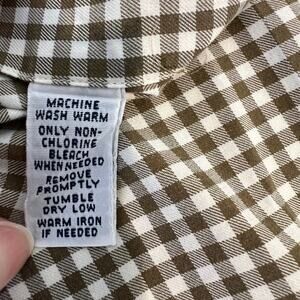 MACHINE
WASH WARM
ONLY NON-
CHLORINE
BLEACH
WHEN NEEDED
REMOVE
PROMPTLY
TUMBLE
DRY LOW
WARM IRON
IF NEEDED